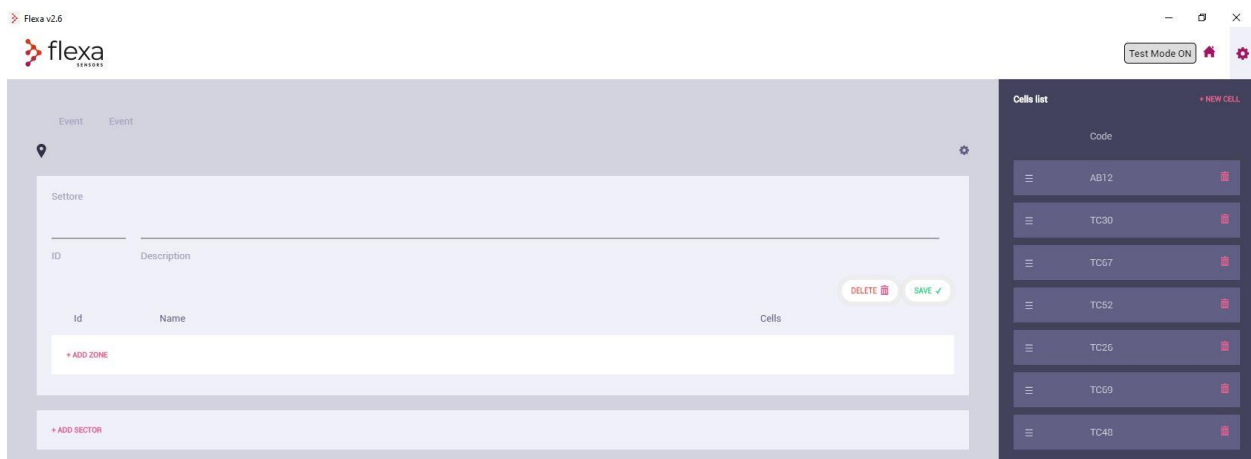 Flexa v2.6
flexa
SENSORS
Test Mode ON
Event Event
Settore
ID Description
DELETE SAVE
Id Name Cells
+ ADD ZONE
+ ADD SECTOR
Cells list + NEW CELL
Code
AB12
TC30
TC67
TC52
TC26
TC69
TC48